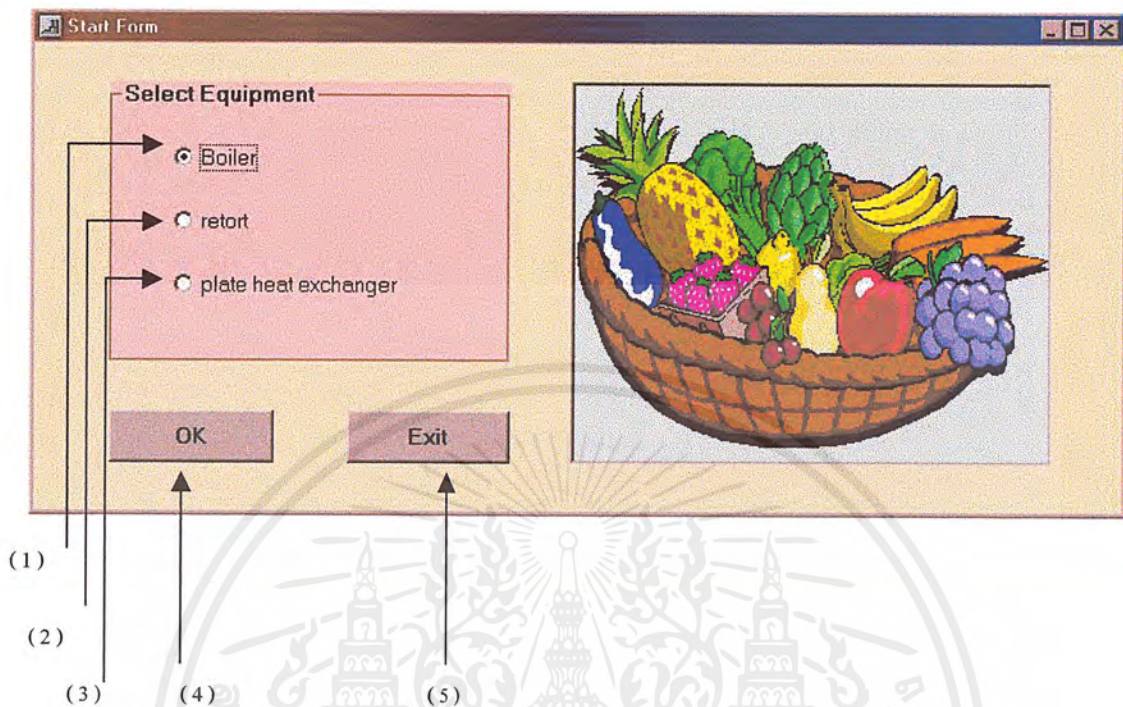 Start Form
Select Equipment
Boiler
retort
plate heat exchanger
OK
Exit
(1)
(2)
(3)
(4)
(5)